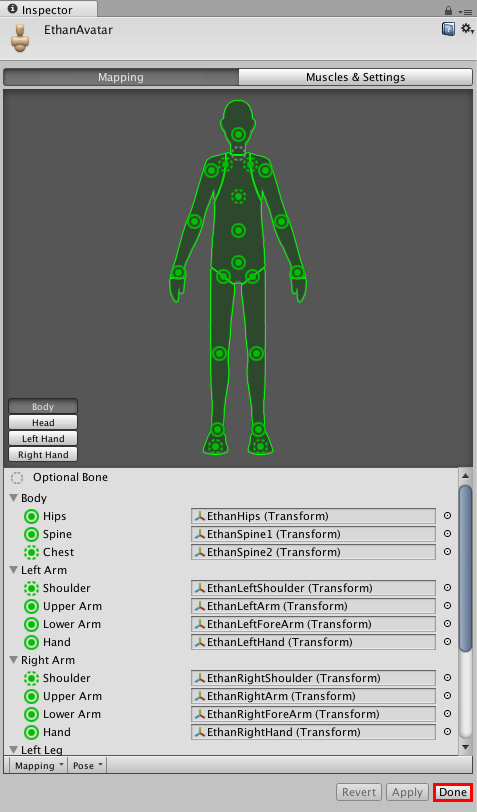 Inspector
EthanAvatar
Mapping
Muscles & Settings
Body
Head
Left Hand
Right Hand
Optional Bone
Body
Hips EthanHips (Transform)
Spine EthanSpine1 (Transform)
Chest EthanSpine2 (Transform)
Left Arm
Shoulder EthanLeftShoulder (Transform)
Upper Arm EthanLeftArm (Transform)
Lower Arm EthanLeftForeArm (Transform)
Hand EthanLeftHand (Transform)
Right Arm
Shoulder EthanRightShoulder (Transform)
Upper Arm EthanRightArm (Transform)
Lower Arm EthanRightForeArm (Transform)
Hand EthanRightHand (Transform)
Left Leg
Mapping Pose
Revert Apply Done